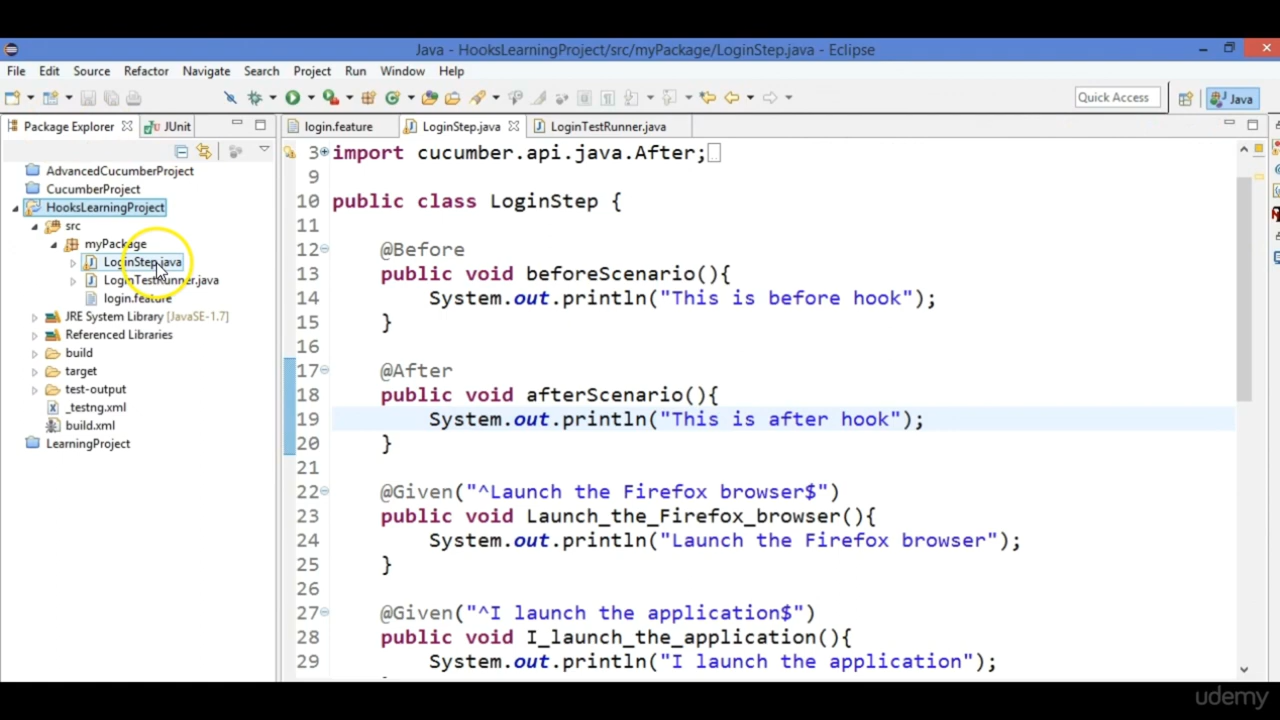 Java - HooksLearningProject/src/myPackage/LoginStep.java - Eclipse
File Edit Source Refactor Navigate Search Project Run Window Help
Quick Access
Java
Package Explorer
JUnit
login.feature
LoginStep.java
LoginTestRunner.java
AdvancedCucumberProject
CucumberProject
HooksLearningProject
src
myPackage
LoginStep.java
LoginTestRunner.java
login.feature
JRE System Library [JavaSE-1.7]
Referenced Libraries
build
target
test-output
_testng.xml
build.xml
LearningProject
3 import cucumber.api.java.After;
9
10 public class LoginStep {
11
12 @Before
13 public void beforeScenario(){
14 System.out.println("This is before hook");
15 }
16
17 @After
18 public void afterScenario(){
19 System.out.println("This is after hook");
20 }
21
22 @Given("^Launch the Firefox browser$")
23 public void Launch_the_Firefox_browser(){
24 System.out.println("Launch the Firefox browser");
25 }
26
27 @Given("^I launch the application$")
28 public void I_launch_the_application(){
29 System.out.println("I launch the application");
udemy